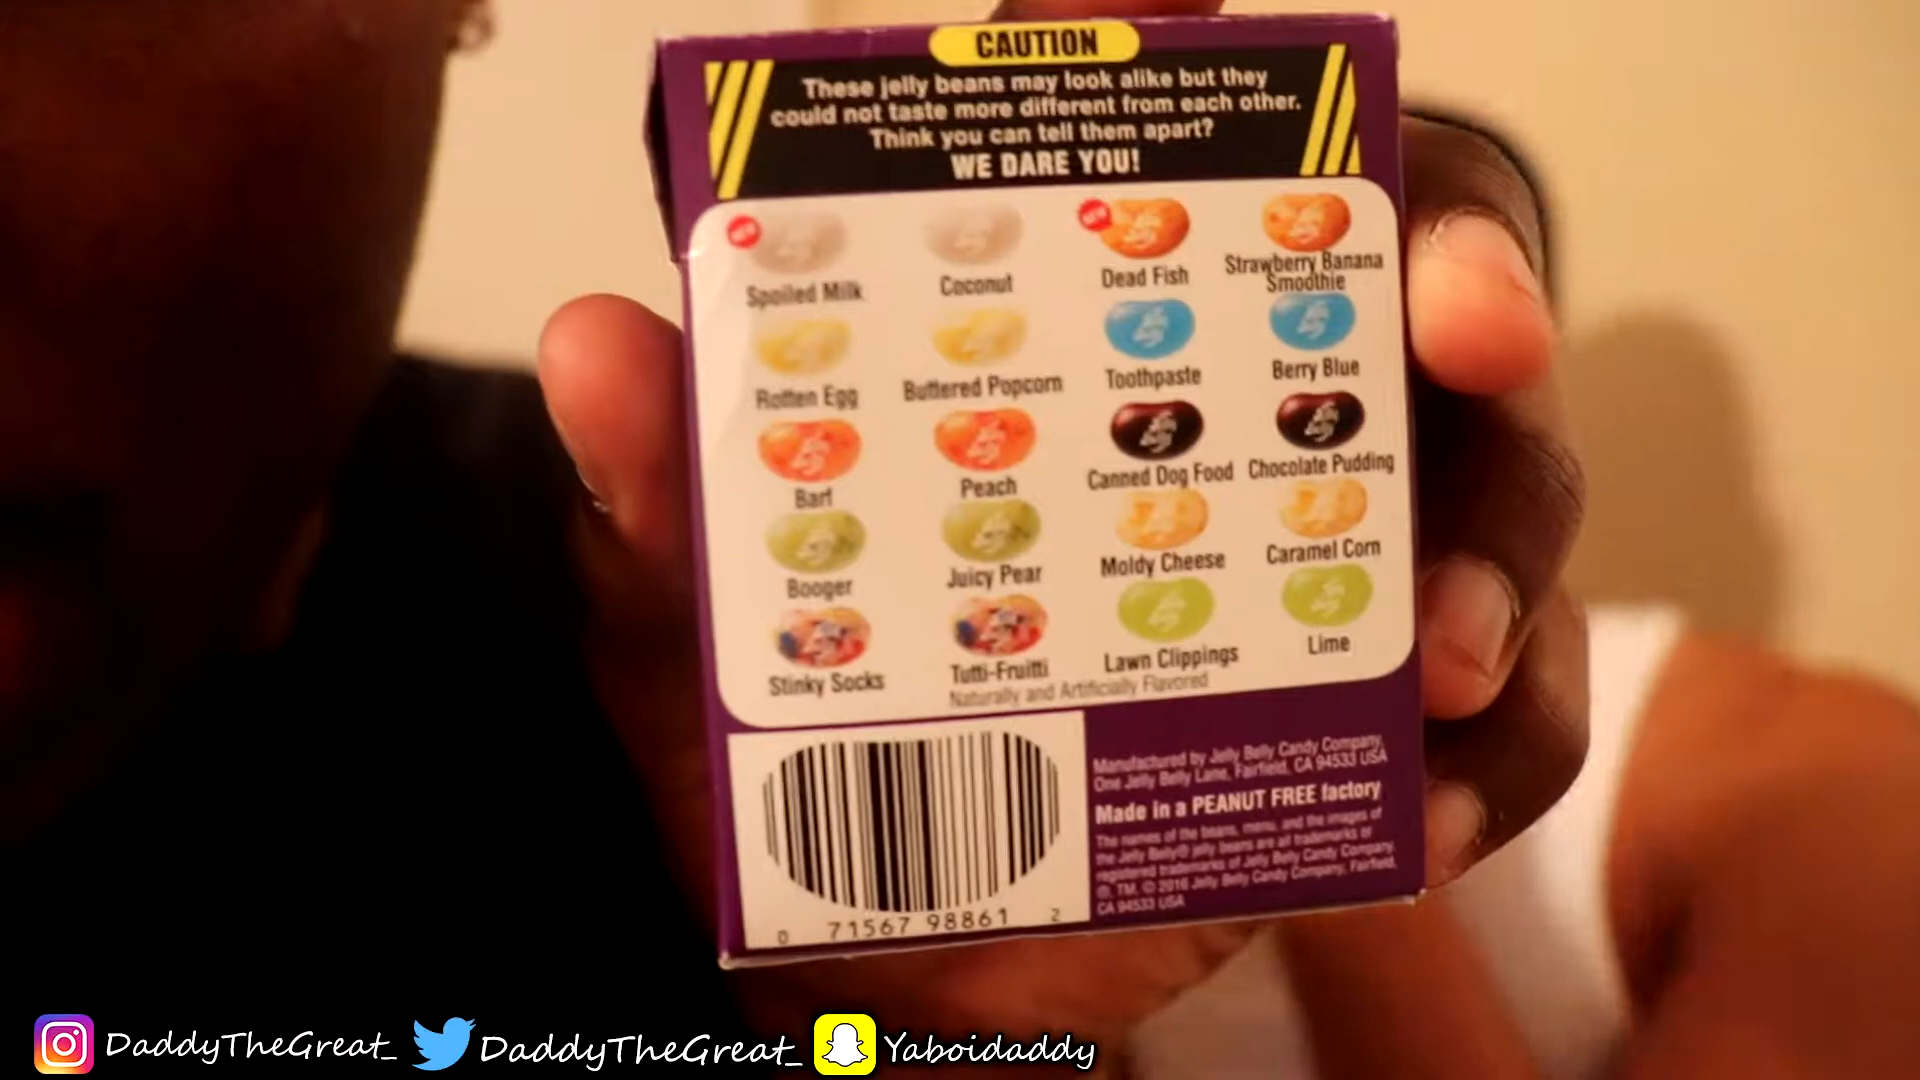 CAUTION
These jelly beans may look alike but they
could not taste more different from each other.
Think you can tell them apart?
WE DARE YOU!
NEW
NEW
Spoiled Milk
Coconut
Dead Fish
Strawberry Banana
Smoothie
Rotten Egg
Buttered Popcorn
Toothpaste
Berry Blue
Barf
Peach
Canned Dog Food
Chocolate Pudding
Booger
Juicy Pear
Moldy Cheese
Caramel Corn
Stinky Socks
Tutti-Fruitti
Lawn Clippings
Lime
Naturally and Artificially Flavored
Manufactured by Jelly Belly Candy Company,
One Jelly Belly Lane, Fairfield, CA 94533 USA
Made in a PEANUT FREE factory
The names of the beans, menu, and the images of
the Jelly Belly® jelly beans are all trademarks or
registered trademarks of Jelly Belly Candy Company.
®, TM, © 2016 Jelly Belly Candy Company, Fairfield,
CA 94533 USA
0 71567 98861 2
DaddyTheGreat_ DaddyTheGreat_ Yaboidaddy